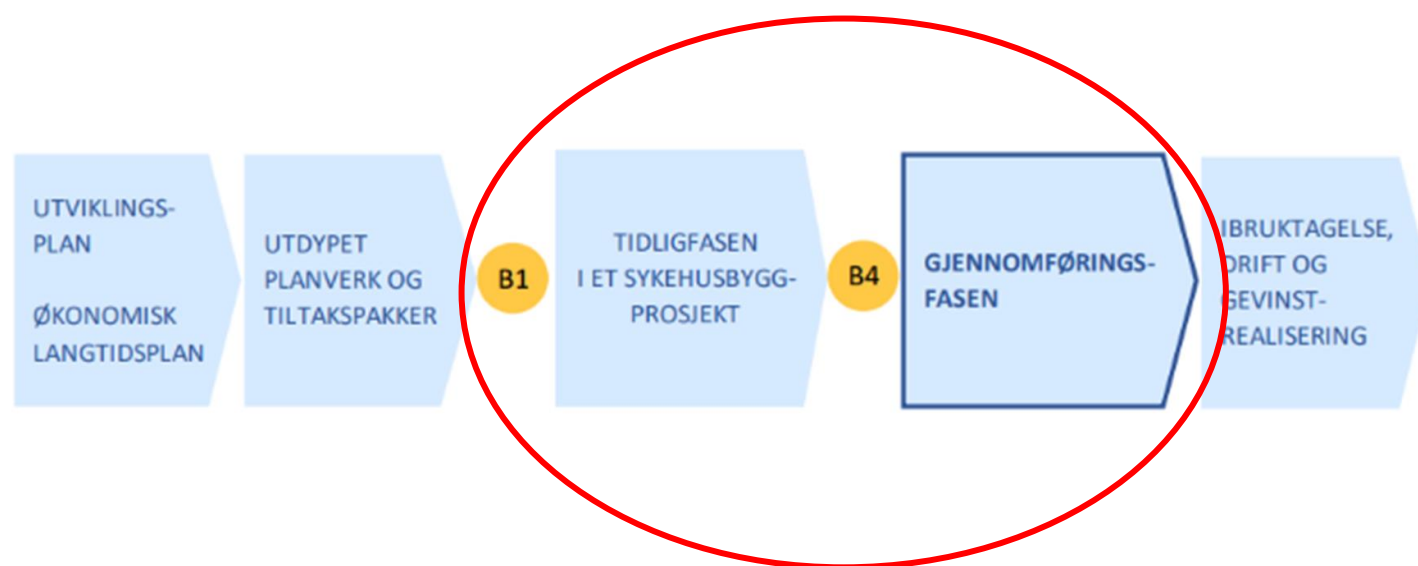 UTVIKLINGS-
PLAN
ØKONOMISK
LANGTIDSPLAN
UTDYPET
PLANVERK OG
TILTAKSPAKKER
B1
TIDLIGFASEN
I ET SYKEHUSBYGG-
PROSJEKT
B4
GJENNOMFØRINGS-
FASEN
IBRUKTAGELSE,
DRIFT OG
GEVINST-
REALISERING